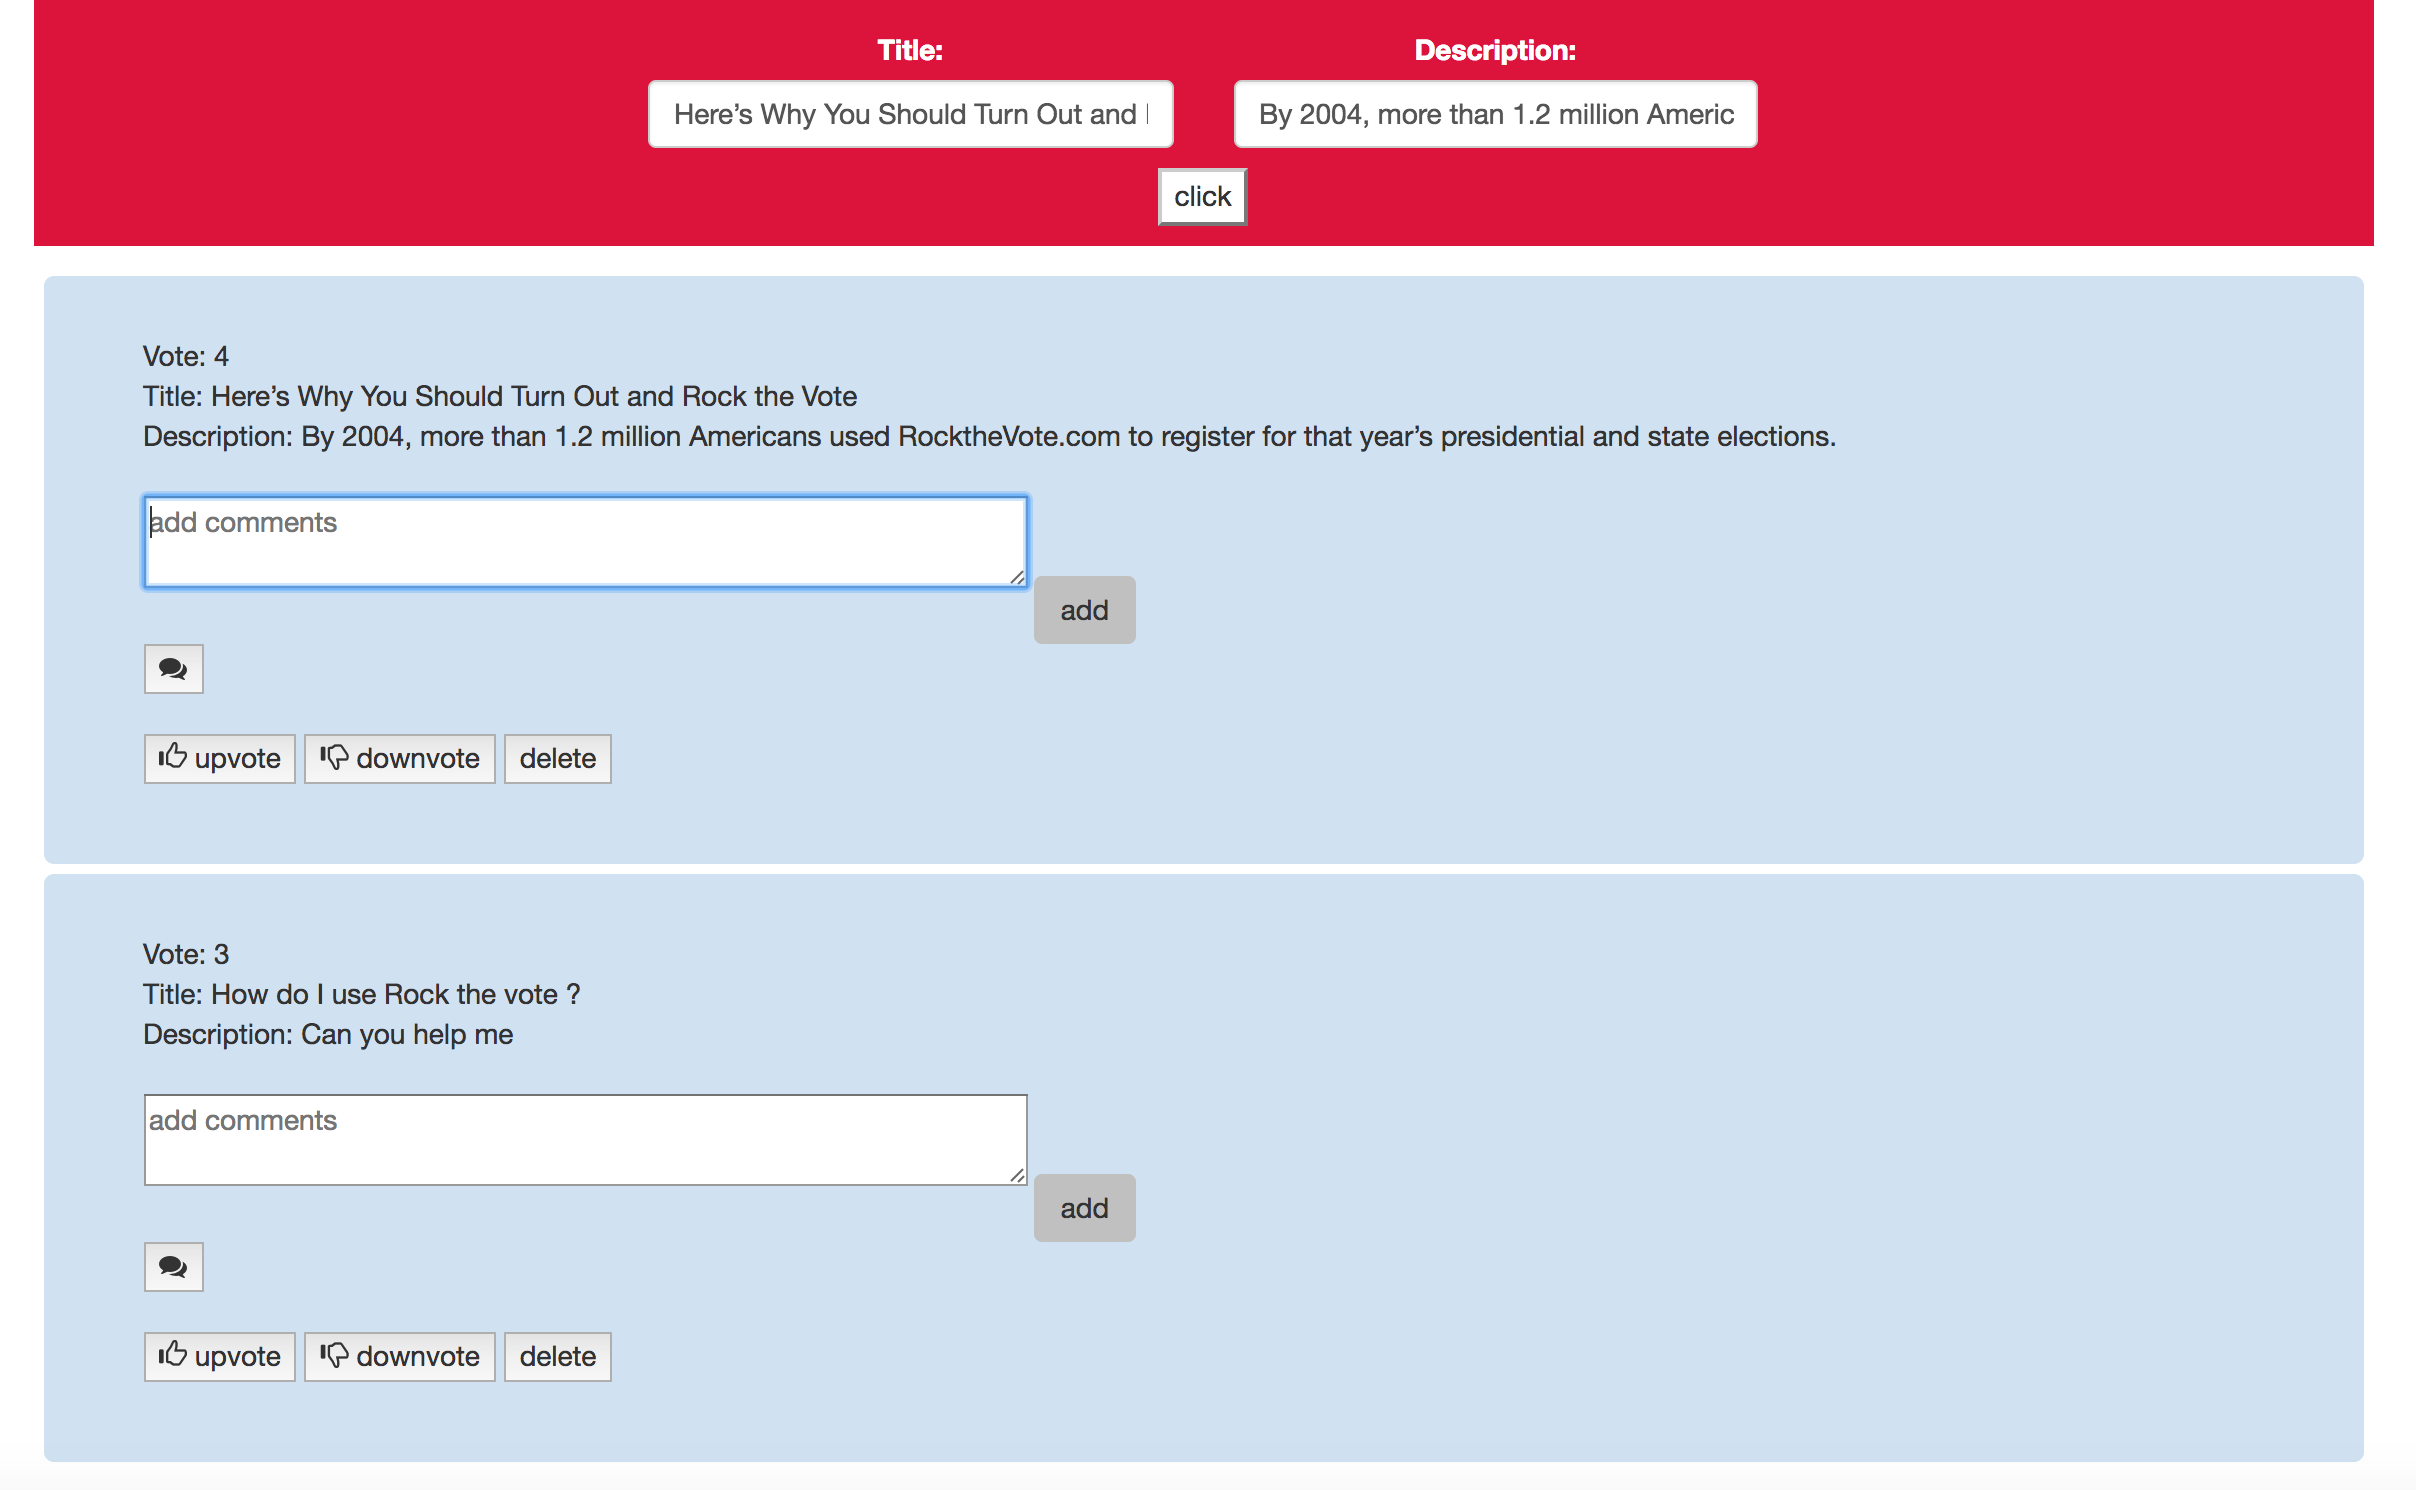 Title: Description:
Here’s Why You Should Turn Out and By 2004, more than 1.2 million Americ
click
Vote: 4
Title: Here’s Why You Should Turn Out and Rock the Vote
Description: By 2004, more than 1.2 million Americans used RocktheVote.com to register for that year’s presidential and state elections.
add comments
add
upvote downvote delete
Vote: 3
Title: How do I use Rock the vote ?
Description: Can you help me
add comments
add
upvote downvote delete